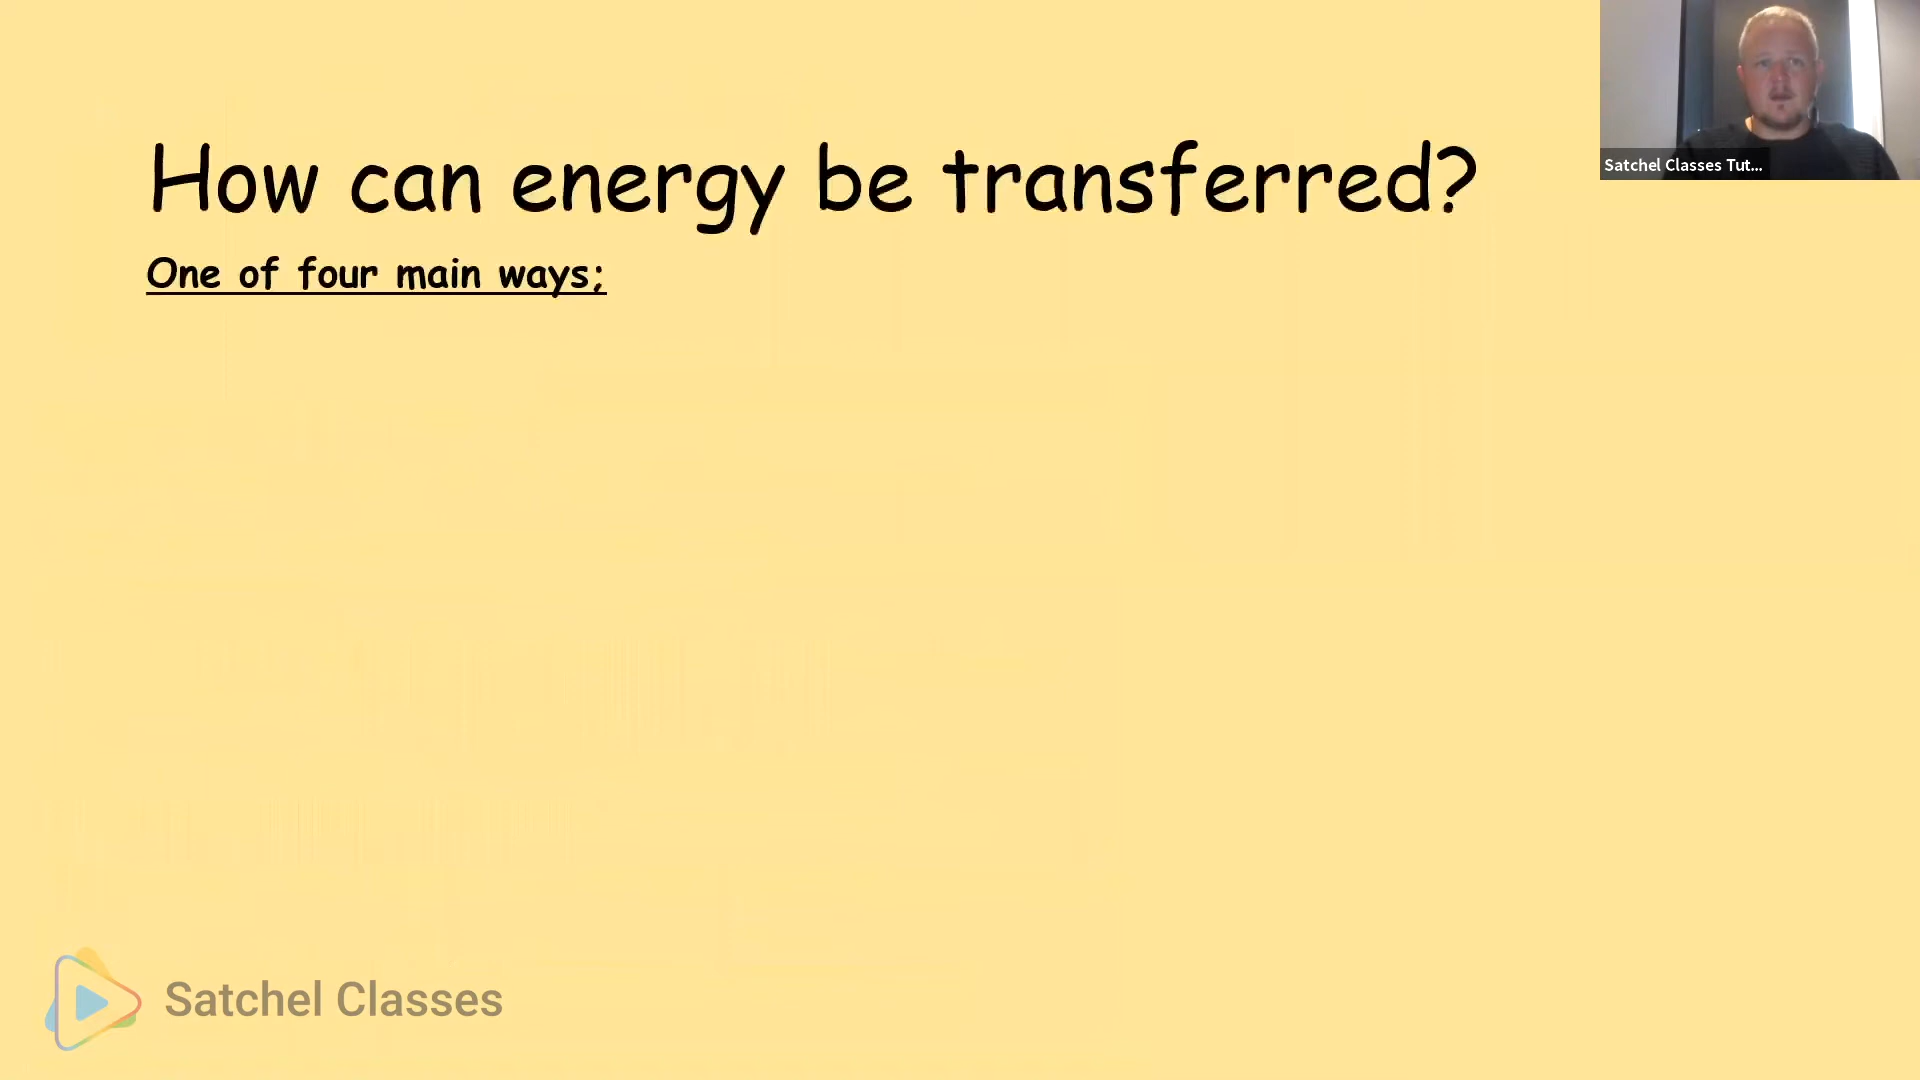 How can energy be transferred?
One of four main ways;
Satchel Classes Tut...
Satchel Classes